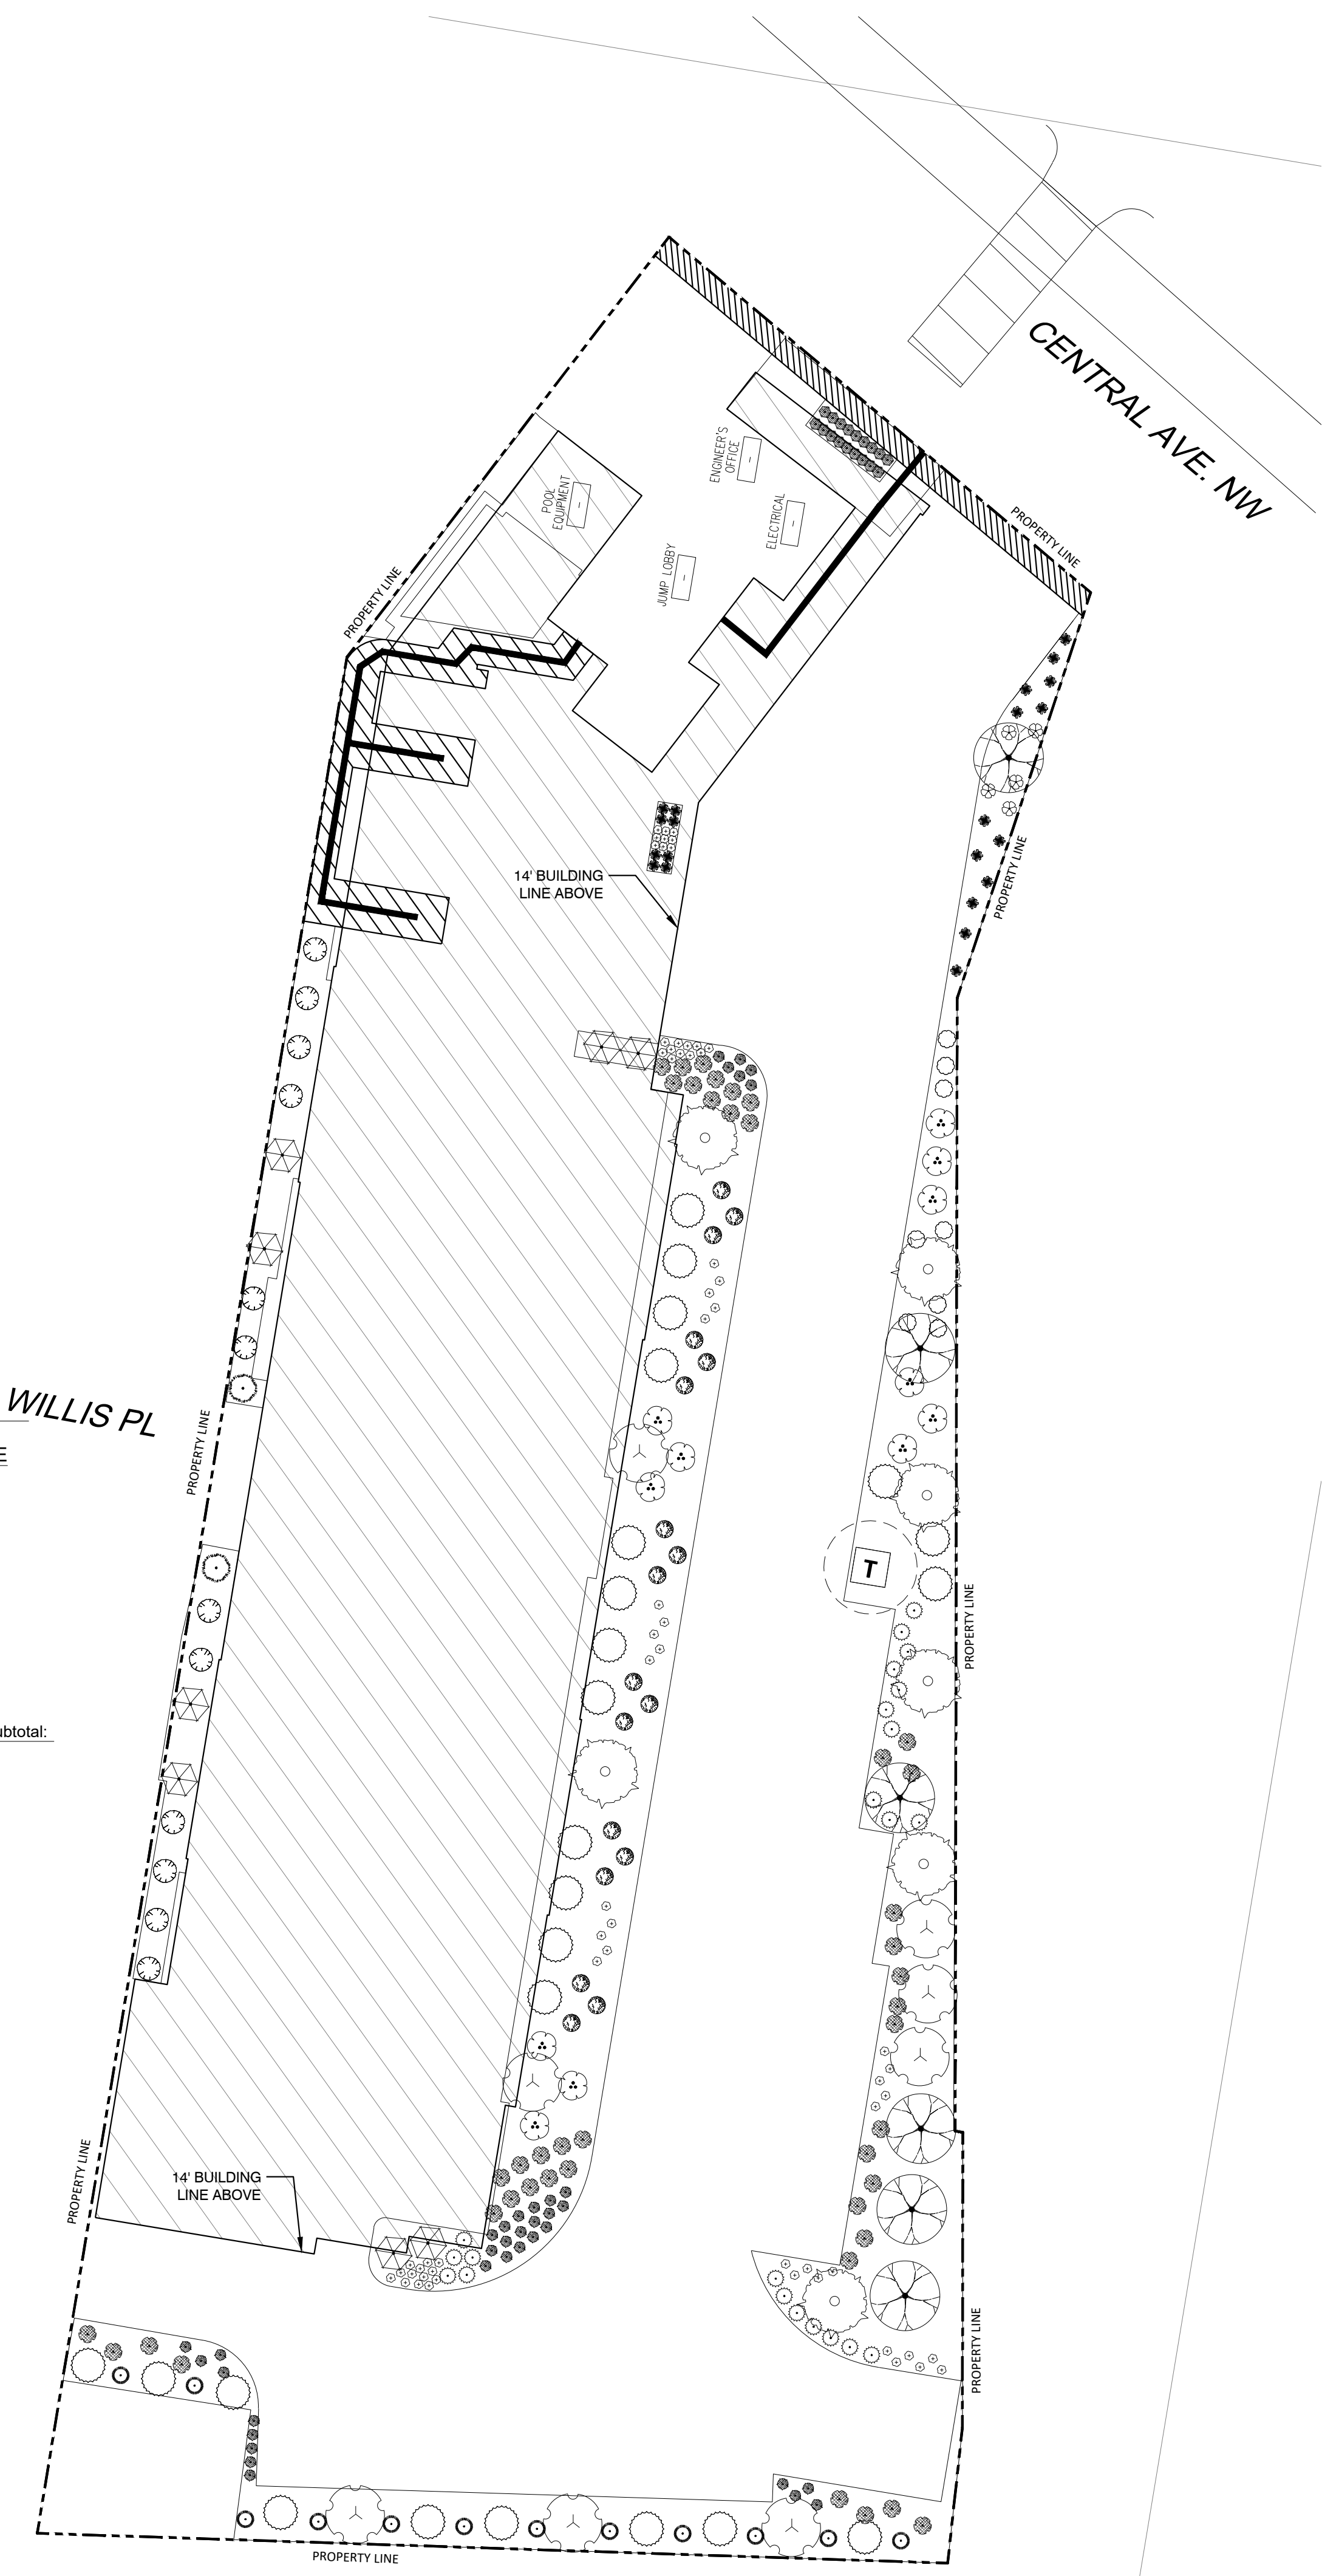 CENTRAL AVE. NW
PROPERTY LINE
ENGINEER'S
OFFICE
POOL
EQUIPMENT
ELECTRICAL
JUMP LOBBY
PROPERTY LINE
PROPERTY LINE
14' BUILDING
LINE ABOVE
WILLIS PL
E
PROPERTY LINE
T
PROPERTY LINE
ubtotal:
PROPERTY LINE
14' BUILDING
LINE ABOVE
PROPERTY LINE
PROPERTY LINE